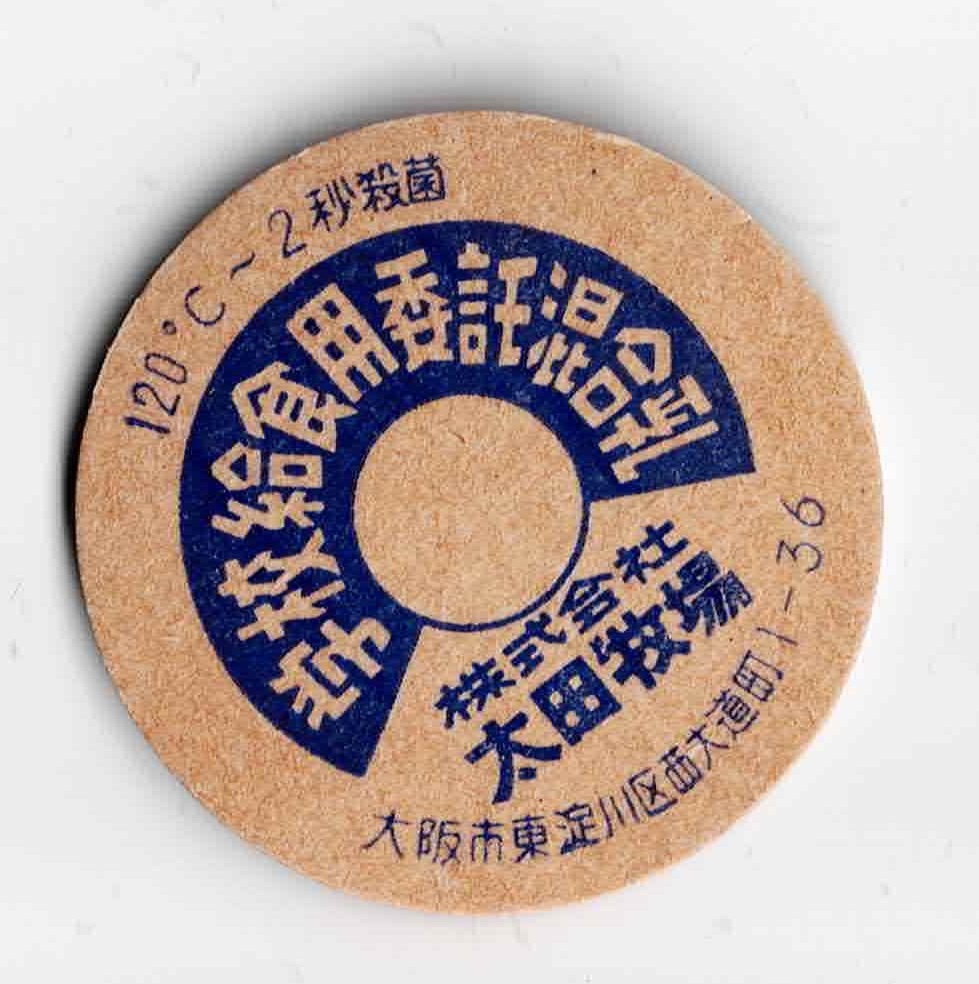 120°C~2秒殺菌
学校給食用委託混合乳
株式会社
太田牧場
大阪市東淀川区西大道町1-36